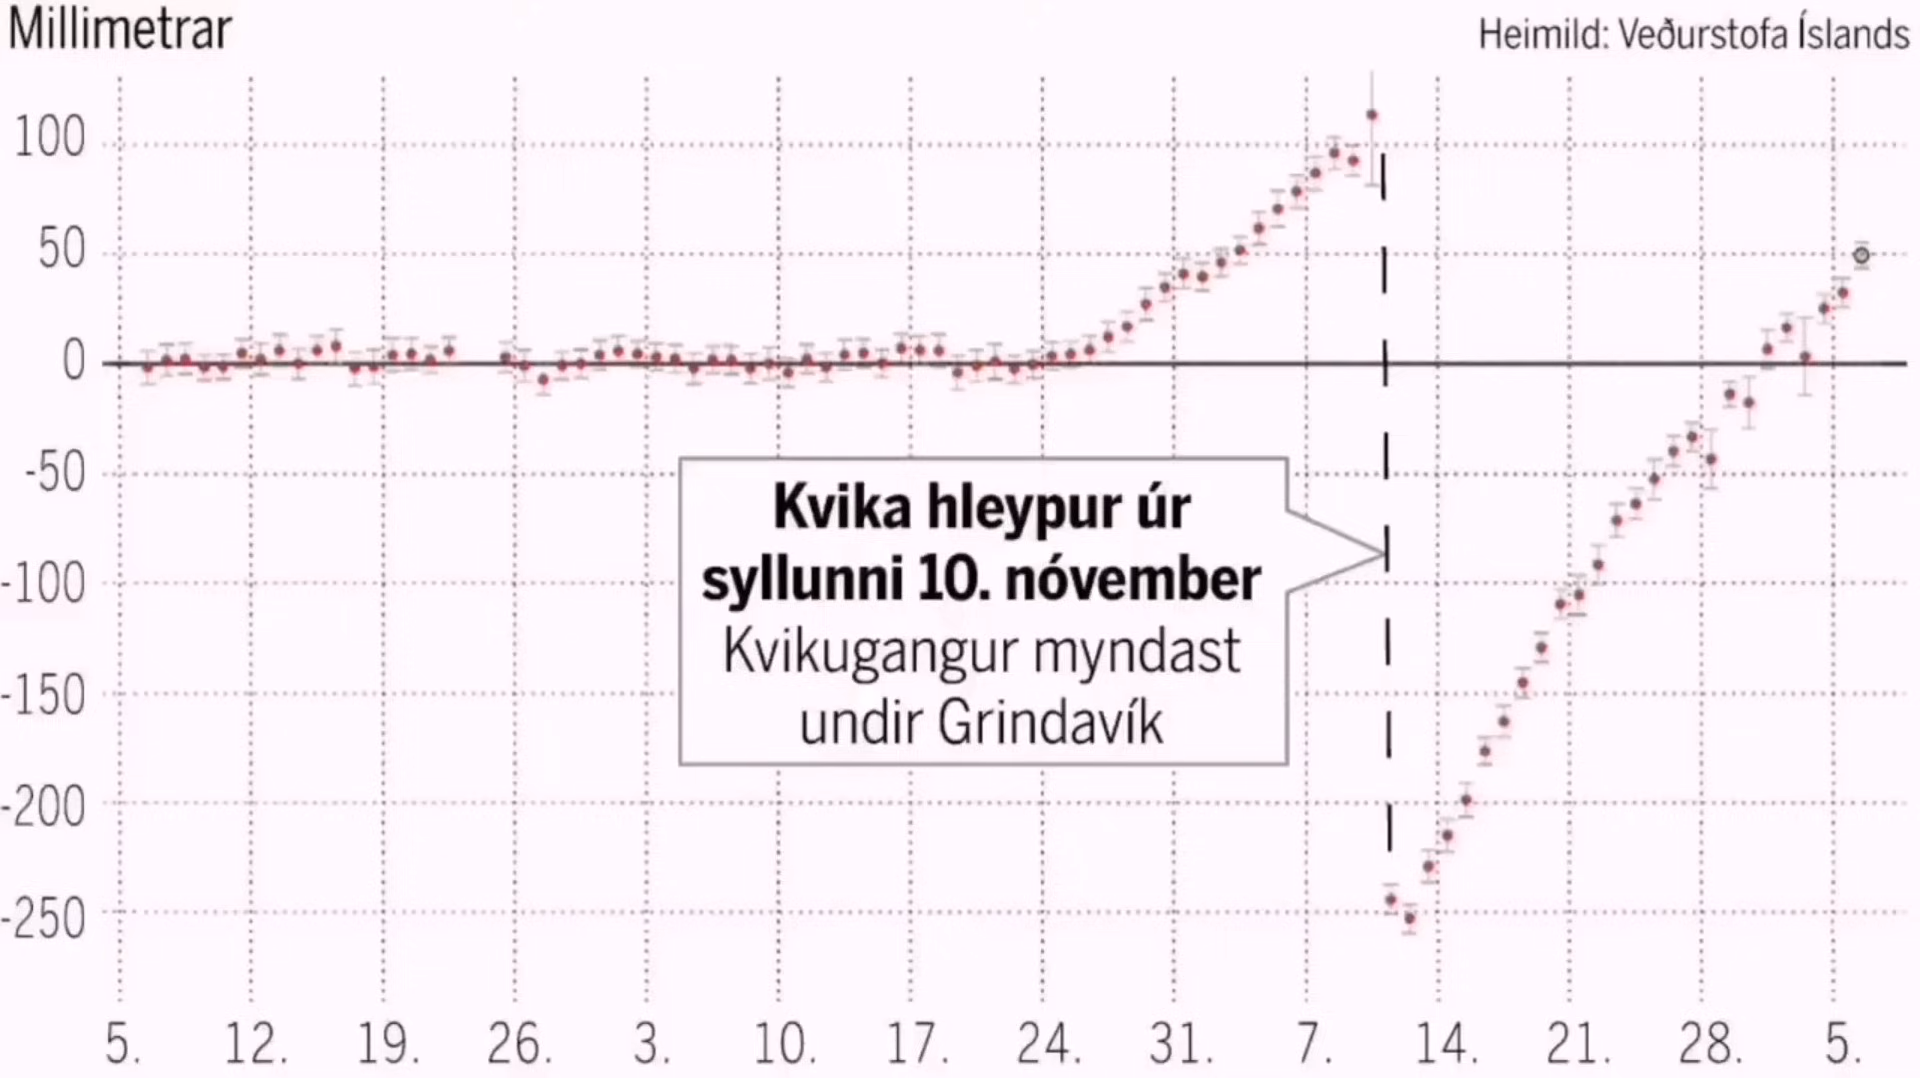 Millimetrar
Heimild: Veðurstofa Íslands
100
50
0
-50
-100
-150
-200
-250
Kvika hleypur úr
syllunni 10. nóvember
Kvikugangur myndast
undir Grindavík
5. 12. 19. 26. 3. 10. 17. 24. 31. 7. 14. 21. 28. 5.